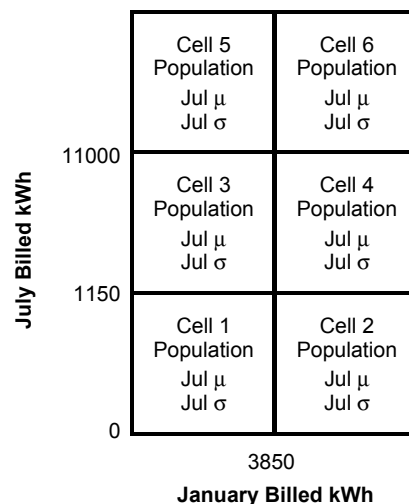 Cell 5
Population
Jul μ
Jul σ
Cell 6
Population
Jul μ
Jul σ
11000
Cell 3
Population
Jul μ
Jul σ
Cell 4
Population
Jul μ
Jul σ
July Billed kWh
1150
Cell 1
Population
Jul μ
Jul σ
Cell 2
Population
Jul μ
Jul σ
0
3850
January Billed kWh